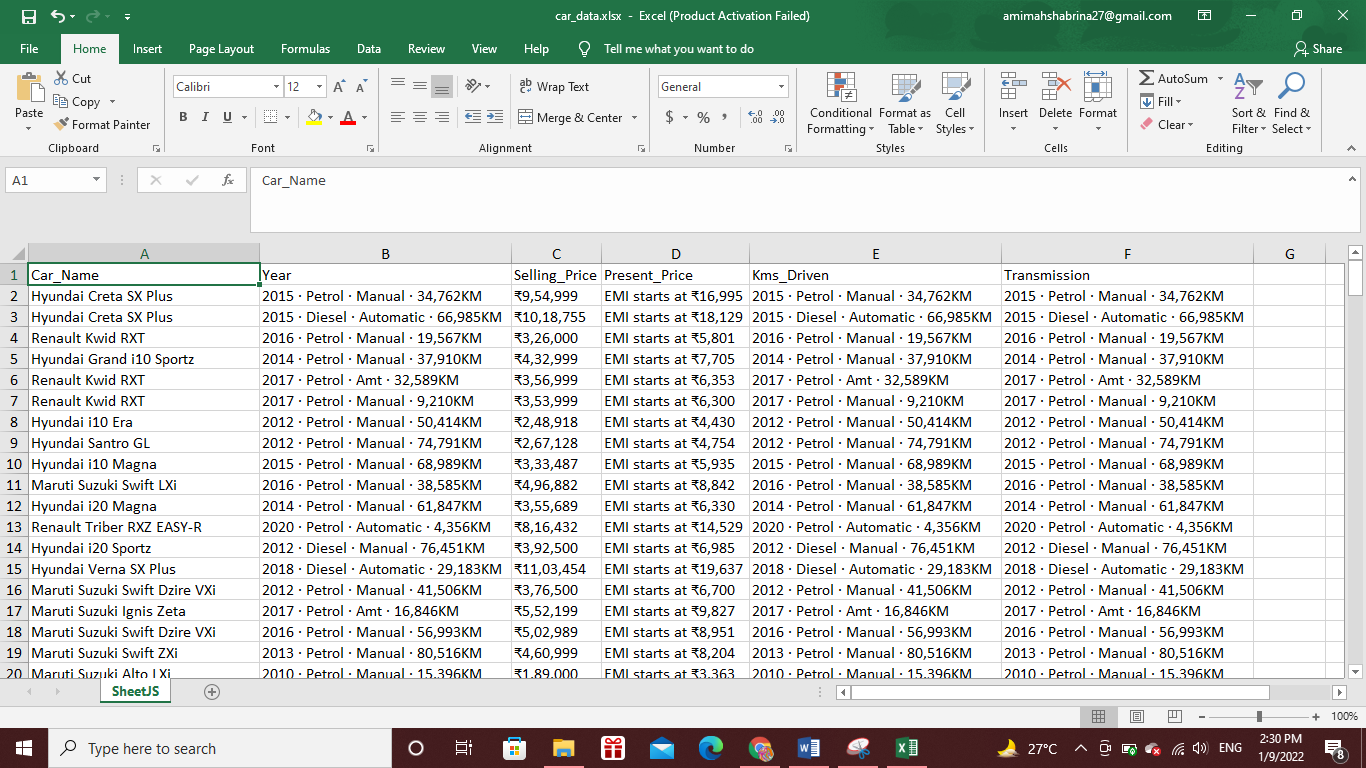 car_data.xlsx - Excel (Product Activation Failed)
amimahshabrina27@gmail.com
File Home Insert Page Layout Formulas Data Review View Help Tell me what you want to do Share
Paste
Cut
Copy
Format Painter
Clipboard
Calibri 12
B I U
Font
Wrap Text
Merge & Center
Alignment
General
$ % ,
Number
Conditional Formatting
Format as Table
Cell Styles
Styles
Insert Delete Format
Cells
AutoSum
Fill
Clear
Sort & Filter
Find & Select
Editing
A1 fx Car_Name
A B C D E F G
1 Car_Name Year Selling_Price Present_Price Kms_Driven Transmission
2 Hyundai Creta SX Plus 2015 · Petrol · Manual · 34,762KM ₹9,54,999 EMI starts at ₹16,995 2015 · Petrol · Manual · 34,762KM 2015 · Petrol · Manual · 34,762KM
3 Hyundai Creta SX Plus 2015 · Diesel · Automatic · 66,985KM ₹10,18,755 EMI starts at ₹18,129 2015 · Diesel · Automatic · 66,985KM 2015 · Diesel · Automatic · 66,985KM
4 Renault Kwid RXT 2016 · Petrol · Manual · 19,567KM ₹3,26,000 EMI starts at ₹5,801 2016 · Petrol · Manual · 19,567KM 2016 · Petrol · Manual · 19,567KM
5 Hyundai Grand i10 Sportz 2014 · Petrol · Manual · 37,910KM ₹4,32,999 EMI starts at ₹7,705 2014 · Petrol · Manual · 37,910KM 2014 · Petrol · Manual · 37,910KM
6 Renault Kwid RXT 2017 · Petrol · Amt · 32,589KM ₹3,56,999 EMI starts at ₹6,353 2017 · Petrol · Amt · 32,589KM 2017 · Petrol · Amt · 32,589KM
7 Renault Kwid RXT 2017 · Petrol · Manual · 9,210KM ₹3,53,999 EMI starts at ₹6,300 2017 · Petrol · Manual · 9,210KM 2017 · Petrol · Manual · 9,210KM
8 Hyundai i10 Era 2012 · Petrol · Manual · 50,414KM ₹2,48,918 EMI starts at ₹4,430 2012 · Petrol · Manual · 50,414KM 2012 · Petrol · Manual · 50,414KM
9 Hyundai Santro GL 2012 · Petrol · Manual · 74,791KM ₹2,67,128 EMI starts at ₹4,754 2012 · Petrol · Manual · 74,791KM 2012 · Petrol · Manual · 74,791KM
10 Hyundai i10 Magna 2015 · Petrol · Manual · 68,989KM ₹3,33,487 EMI starts at ₹5,935 2015 · Petrol · Manual · 68,989KM 2015 · Petrol · Manual · 68,989KM
11 Maruti Suzuki Swift LXi 2016 · Petrol · Manual · 38,585KM ₹4,96,882 EMI starts at ₹8,842 2016 · Petrol · Manual · 38,585KM 2016 · Petrol · Manual · 38,585KM
12 Hyundai i20 Magna 2014 · Petrol · Manual · 61,847KM ₹3,55,689 EMI starts at ₹6,330 2014 · Petrol · Manual · 61,847KM 2014 · Petrol · Manual · 61,847KM
13 Renault Triber RXZ EASY-R 2020 · Petrol · Automatic · 4,356KM ₹8,16,432 EMI starts at ₹14,529 2020 · Petrol · Automatic · 4,356KM 2020 · Petrol · Automatic · 4,356KM
14 Hyundai i20 Sportz 2012 · Diesel · Manual · 76,451KM ₹3,92,500 EMI starts at ₹6,985 2012 · Diesel · Manual · 76,451KM 2012 · Diesel · Manual · 76,451KM
15 Hyundai Verna SX Plus 2018 · Diesel · Automatic · 29,183KM ₹11,03,454 EMI starts at ₹19,637 2018 · Diesel · Automatic · 29,183KM 2018 · Diesel · Automatic · 29,183KM
16 Maruti Suzuki Swift Dzire VXi 2012 · Petrol · Manual · 41,506KM ₹3,76,500 EMI starts at ₹6,700 2012 · Petrol · Manual · 41,506KM 2012 · Petrol · Manual · 41,506KM
17 Maruti Suzuki Ignis Zeta 2017 · Petrol · Amt · 16,846KM ₹5,52,199 EMI starts at ₹9,827 2017 · Petrol · Amt · 16,846KM 2017 · Petrol · Amt · 16,846KM
18 Maruti Suzuki Swift Dzire VXi 2016 · Petrol · Manual · 56,993KM ₹5,02,989 EMI starts at ₹8,951 2016 · Petrol · Manual · 56,993KM 2016 · Petrol · Manual · 56,993KM
19 Maruti Suzuki Swift ZXi 2013 · Petrol · Manual · 80,516KM ₹4,60,999 EMI starts at ₹8,204 2013 · Petrol · Manual · 80,516KM 2013 · Petrol · Manual · 80,516KM
20 Maruti Suzuki Alto LXi 2010 · Petrol · Manual · 15,396KM ₹1,89,000 EMI starts at ₹3,363 2010 · Petrol · Manual · 15,396KM 2010 · Petrol · Manual · 15,396KM
SheetJS
100%
Type here to search
27°C
ENG
2:30 PM
1/9/2022
8